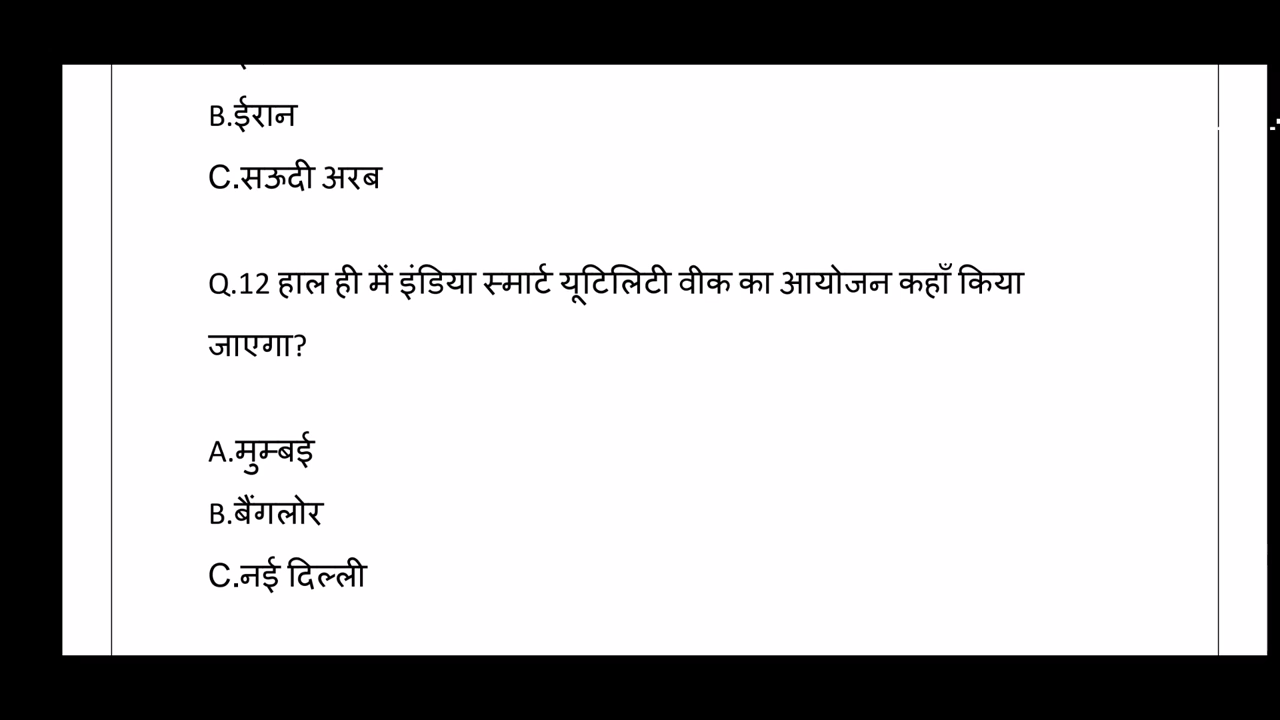 B.ईरान
C.सऊदी अरब
Q.12 हाल ही में इंडिया स्मार्ट यूटिलिटी वीक का आयोजन कहाँ किया
जाएगा?
A.मुम्बई
B.बैंगलोर
C.नई दिल्ली